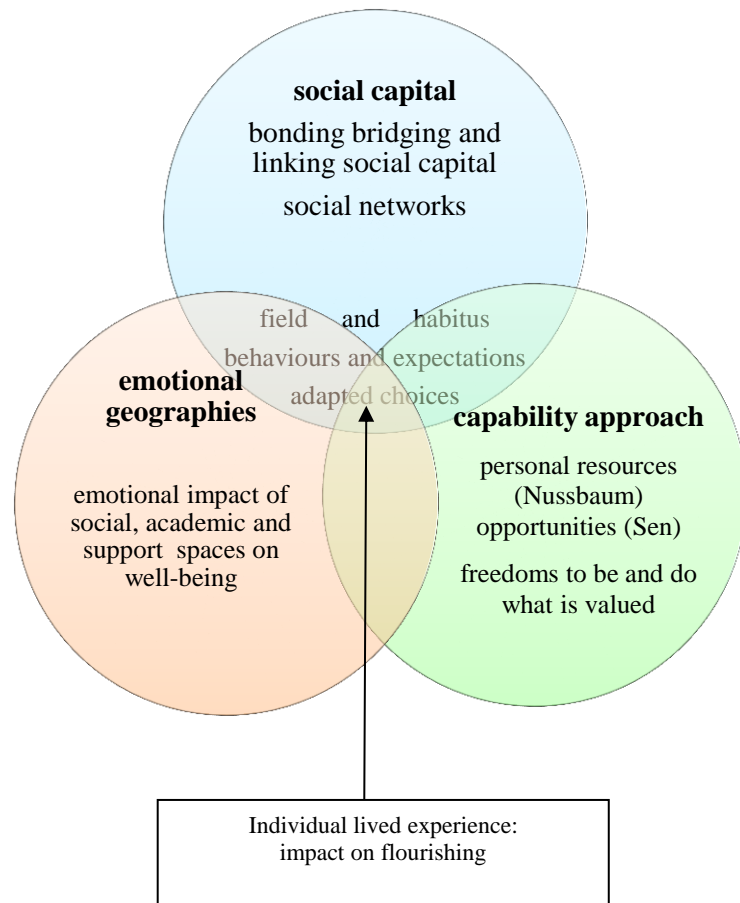 social capital
bonding bridging and
linking social capital
social networks
field and habitus
behaviours and expectations
adapted choices
emotional
geographies
emotional impact of
social, academic and
support spaces on
well-being
capability approach
personal resources
(Nussbaum)
opportunities (Sen)
freedoms to be and do
what is valued
Individual lived experience:
impact on flourishing